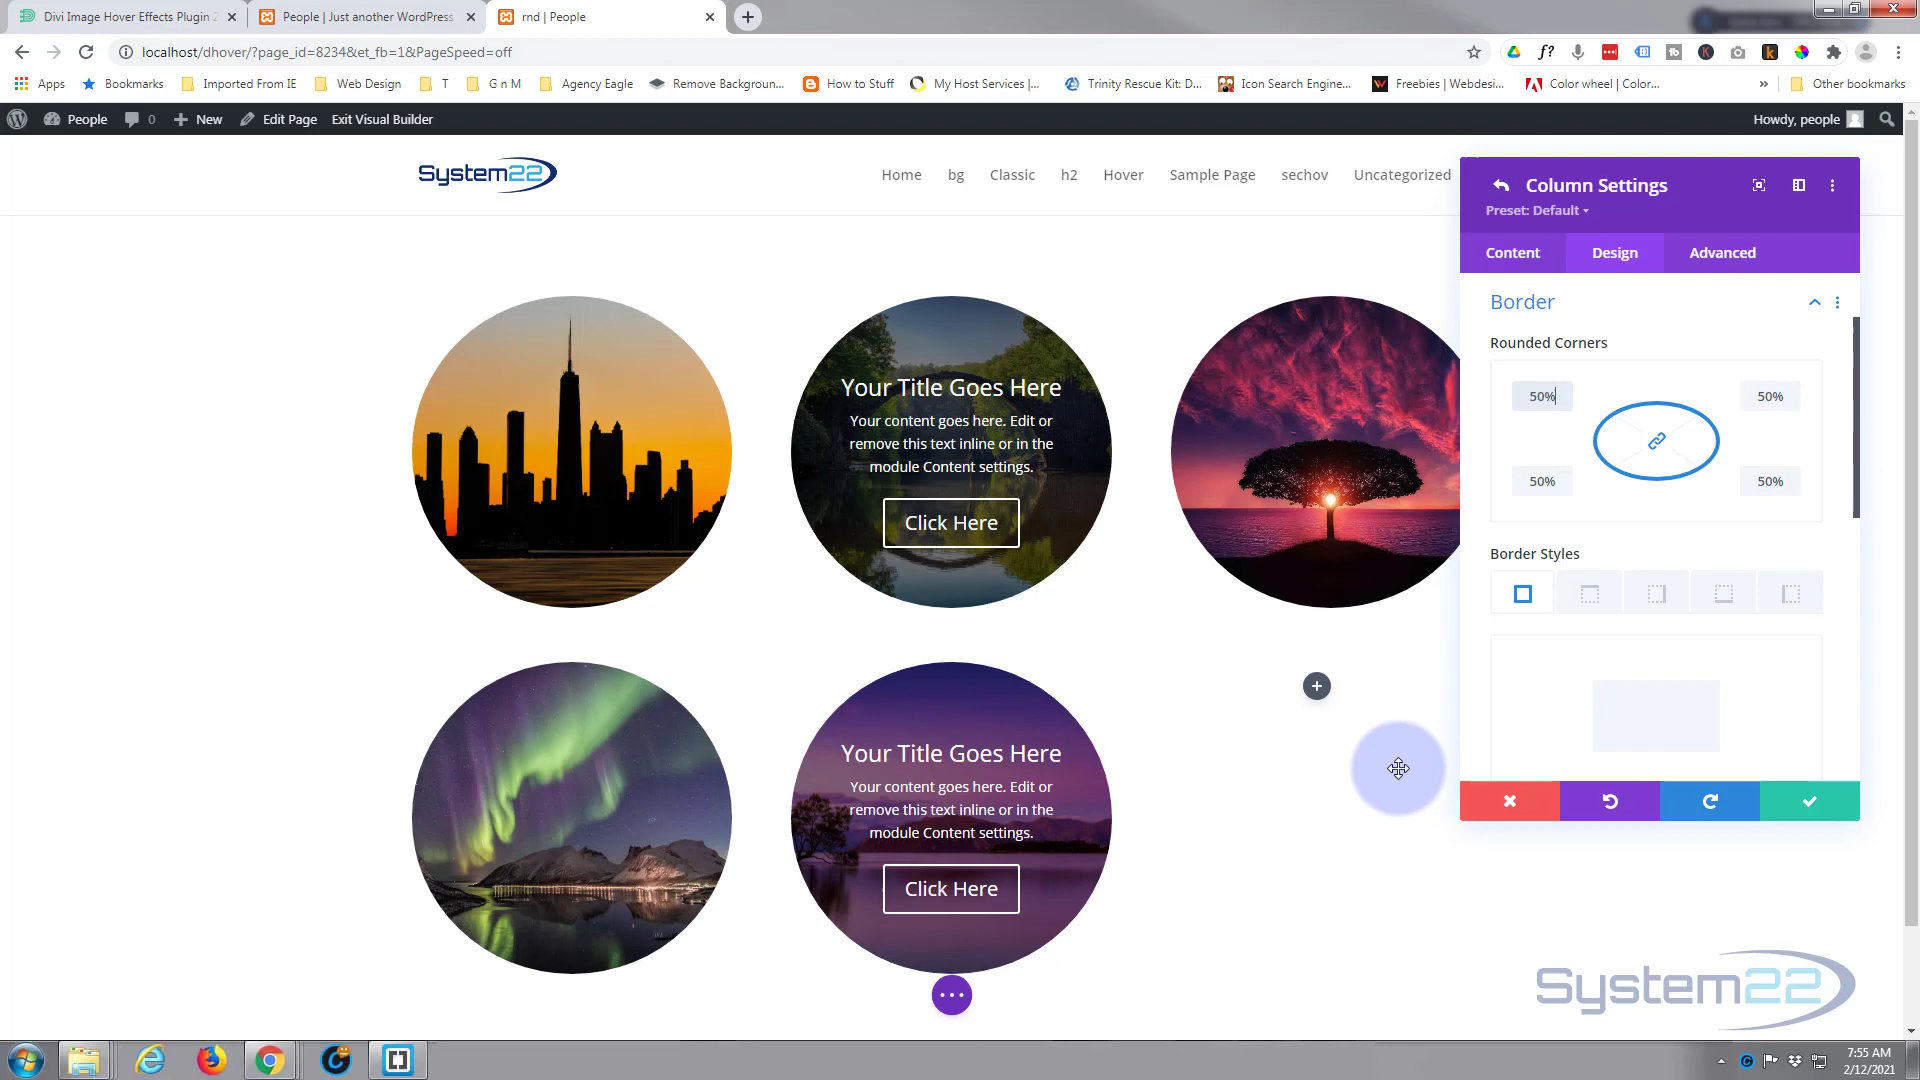 Divi Image Hover Effects Plugin 2
People | Just another WordPress
rnd | People
localhost/dhover/?page_id=8234&et_fb=1&PageSpeed=off
Apps
Bookmarks
Imported From IE
Web Design
T
G n M
Agency Eagle
Remove Backgroun...
How to Stuff
My Host Services |...
Trinity Rescue Kit: D...
Icon Search Engine...
Freebies | Webdesi...
Color wheel | Color...
»
Other bookmarks
People
0
New
Edit Page
Exit Visual Builder
Howdy, people
System22
Home
bg
Classic
h2
Hover
Sample Page
sechov
Uncategorized
Column Settings
Preset: Default
Content
Design
Advanced
Border
Rounded Corners
50%
50%
50%
50%
Border Styles
Your Title Goes Here
Your content goes here. Edit or
remove this text inline or in the
module Content settings.
Click Here
Your Title Goes Here
Your content goes here. Edit or
remove this text inline or in the
module Content settings.
Click Here
System22
7:55 AM
2/12/2021